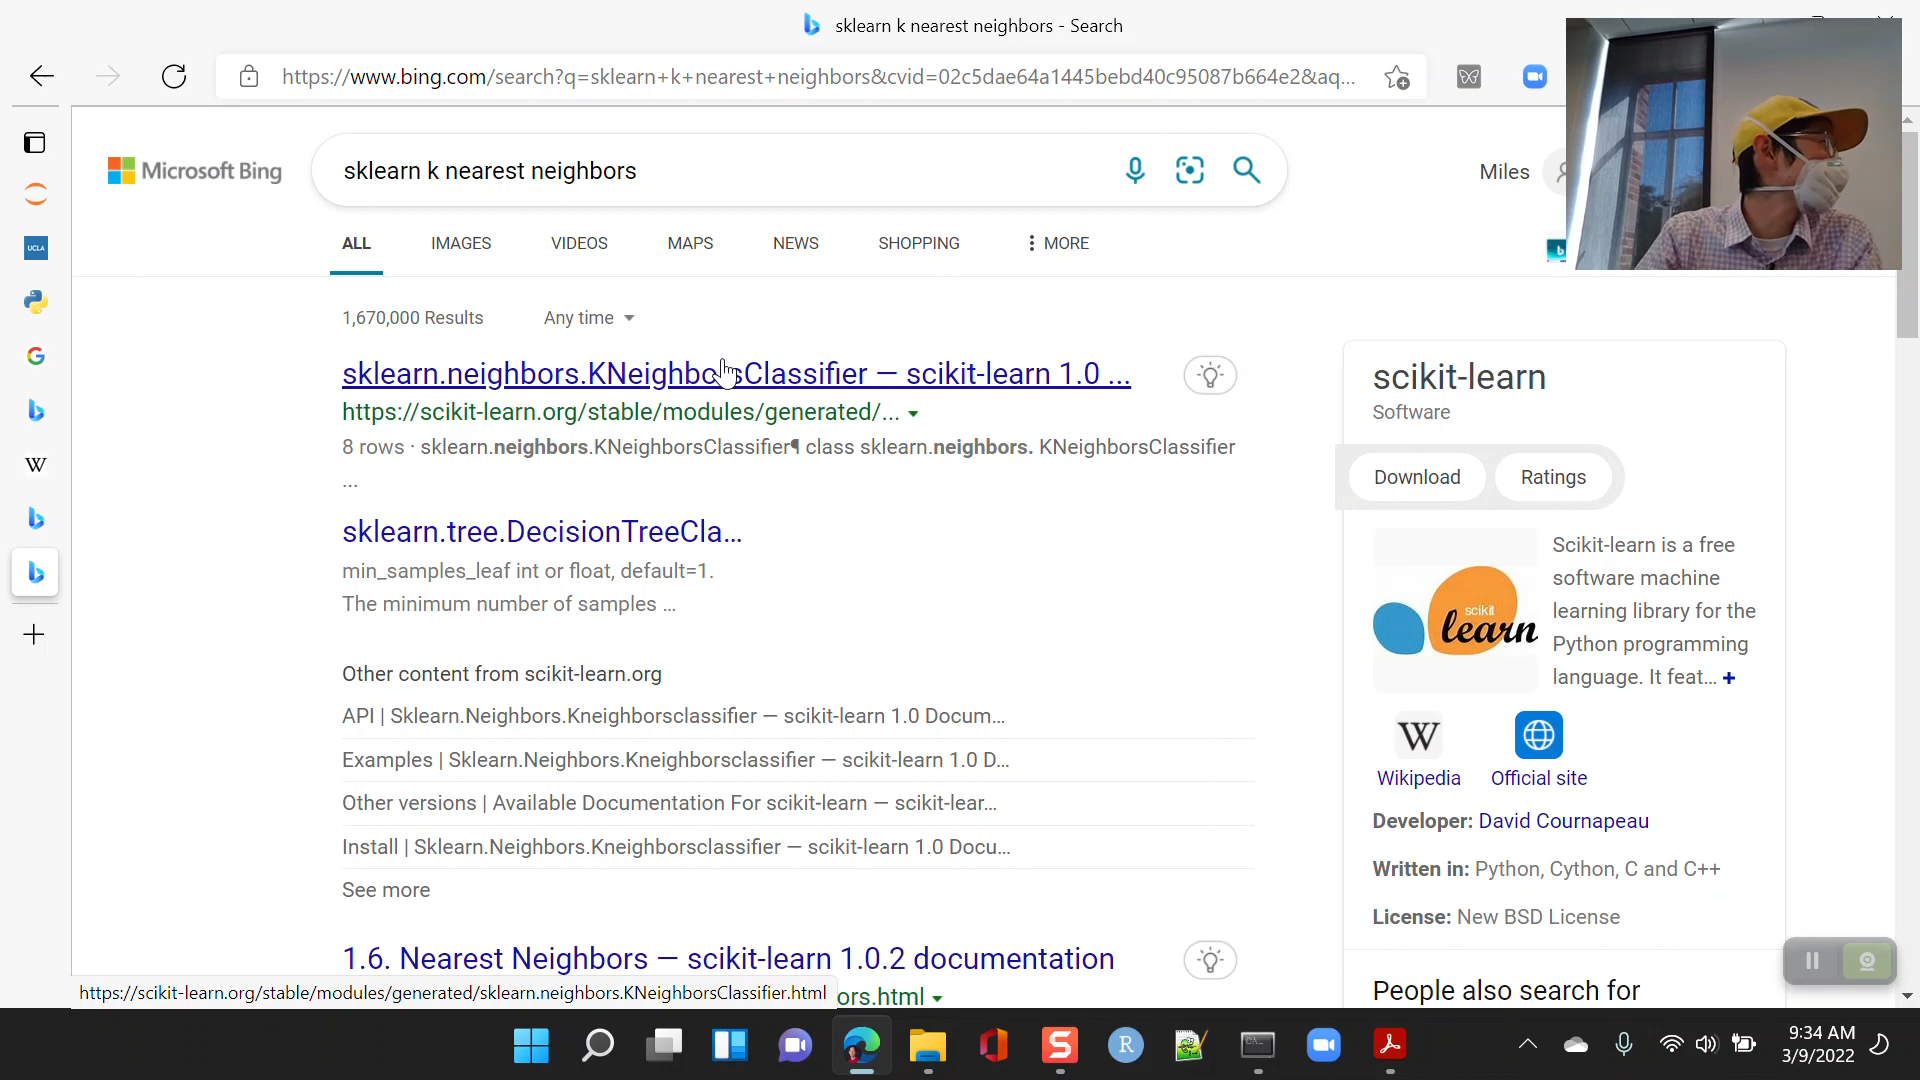 sklearn k nearest neighbors - Search
https://www.bing.com/search?q=sklearn+k+nearest+neighbors&cvid=02c5dae64a1445bebd40c95087b664e2&aq...
Microsoft Bing
sklearn k nearest neighbors
Miles
UCLA
ALL IMAGES VIDEOS MAPS NEWS SHOPPING MORE
1,670,000 Results Any time
sklearn.neighbors.KNeighborsClassifier — scikit-learn 1.0 ...
https://scikit-learn.org/stable/modules/generated/...
8 rows · sklearn.neighbors.KNeighborsClassifier¶ class sklearn.neighbors. KNeighborsClassifier
...
sklearn.tree.DecisionTreeCla...
min_samples_leaf int or float, default=1.
The minimum number of samples ...
Other content from scikit-learn.org
API | Sklearn.Neighbors.Kneighborsclassifier — scikit-learn 1.0 Docum...
Examples | Sklearn.Neighbors.Kneighborsclassifier — scikit-learn 1.0 D...
Other versions | Available Documentation For scikit-learn — scikit-lear...
Install | Sklearn.Neighbors.Kneighborsclassifier — scikit-learn 1.0 Docu...
See more
1.6. Nearest Neighbors — scikit-learn 1.0.2 documentation
ors.html
https://scikit-learn.org/stable/modules/generated/sklearn.neighbors.KNeighborsClassifier.html
scikit-learn
Software
Download Ratings
scikit
learn
Scikit-learn is a free
software machine
learning library for the
Python programming
language. It feat...
W
Wikipedia Official site
Developer: David Cournapeau
Written in: Python, Cython, C and C++
License: New BSD License
People also search for
9:34 AM
3/9/2022